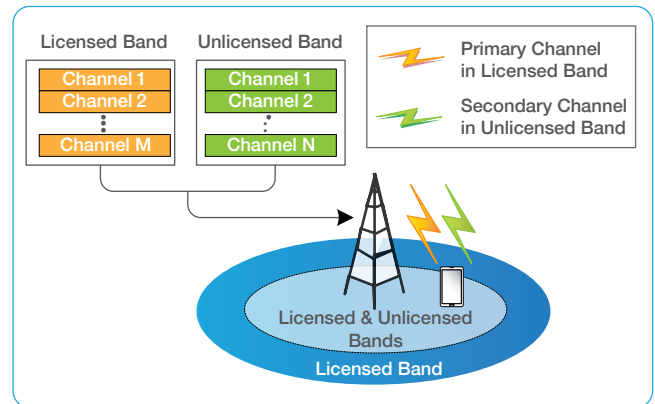 Licensed Band
Channel 1
Channel 2
Channel M
Unlicensed Band
Channel 1
Channel 2
Channel N
Primary Channel
in Licensed Band
Secondary Channel
in Unlicensed Band
Licensed & Unlicensed
Bands
Licensed Band